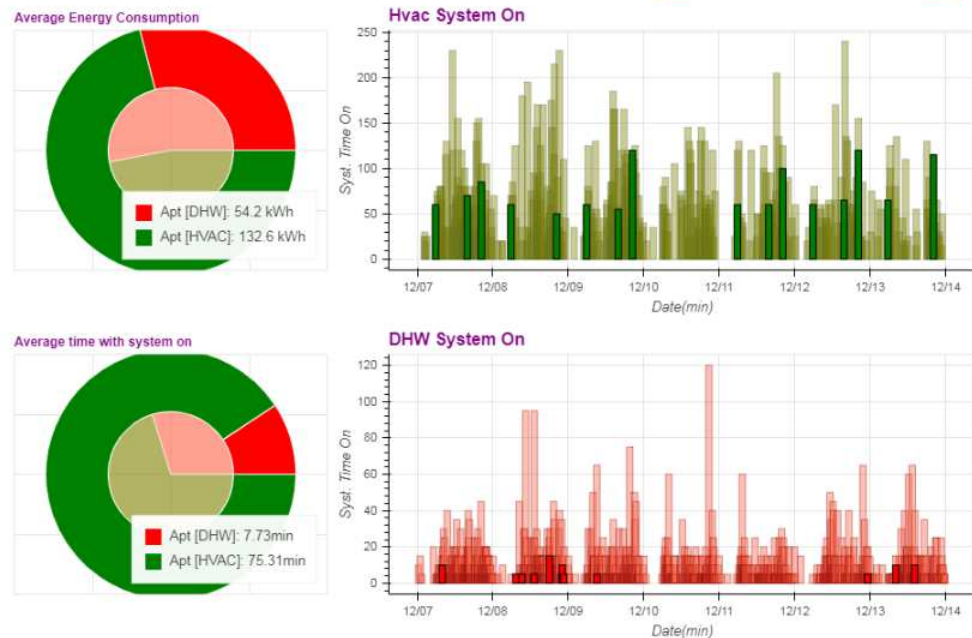 Average Energy Consumption
Apt [DHW]: 54.2 kWh
Apt [HVAC]: 132.6 kWh
Hvac System On
Syst. Time On
250
200
150
100
50
0
12/07 12/08 12/09 12/10 12/11 12/12 12/13 12/14
Date(min)
Average time with system on
Apt [DHW]: 7.73min
Apt [HVAC]: 75.31min
DHW System On
Syst. Time On
120
100
80
60
40
20
0
12/07 12/08 12/09 12/10 12/11 12/12 12/13 12/14
Date(min)